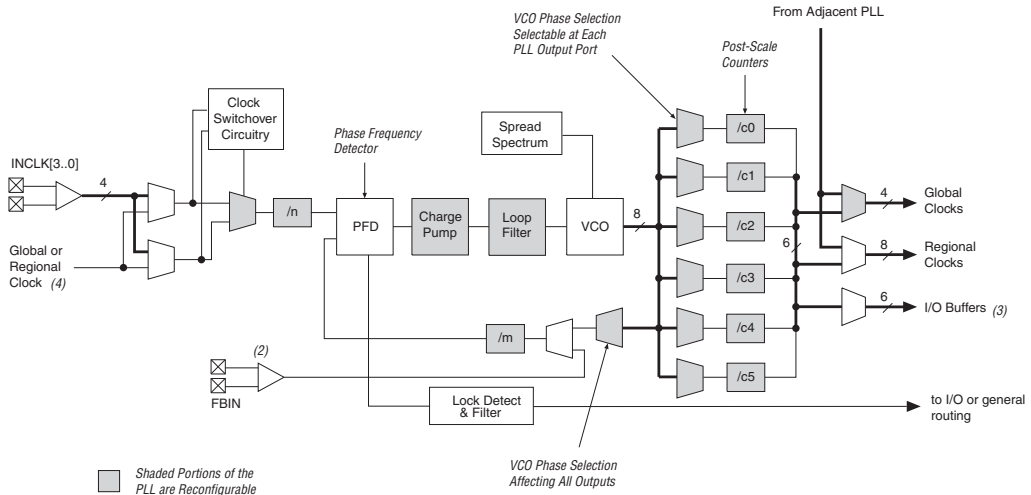 From Adjacent PLL
VCO Phase Selection
Selectable at Each
PLL Output Port
Post-Scale
Counters
Clock
Switchover
Circuitry
Phase Frequency
Detector
Spread
Spectrum
INCLK[3..0]
4
Global or
Regional
Clock (4)
/n
PFD
Charge
Pump
Loop
Filter
VCO
8
/c0
/c1
/c2
/c3
/c4
/c5
6
4
Global
Clocks
8
Regional
Clocks
6
I/O Buffers (3)
/m
(2)
FBIN
Lock Detect
& Filter
to I/O or general
routing
VCO Phase Selection
Affecting All Outputs
Shaded Portions of the
PLL are Reconfigurable